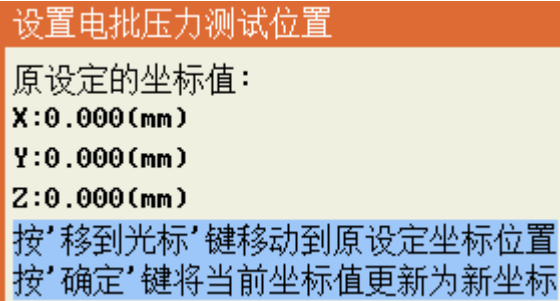 设置电批压力测试位置
原设定的坐标值:
X:0.000(mm)
Y:0.000(mm)
Z:0.000(mm)
按'移到光标'键移动到原设定坐标位置
按'确定'键将当前坐标值更新为新坐标